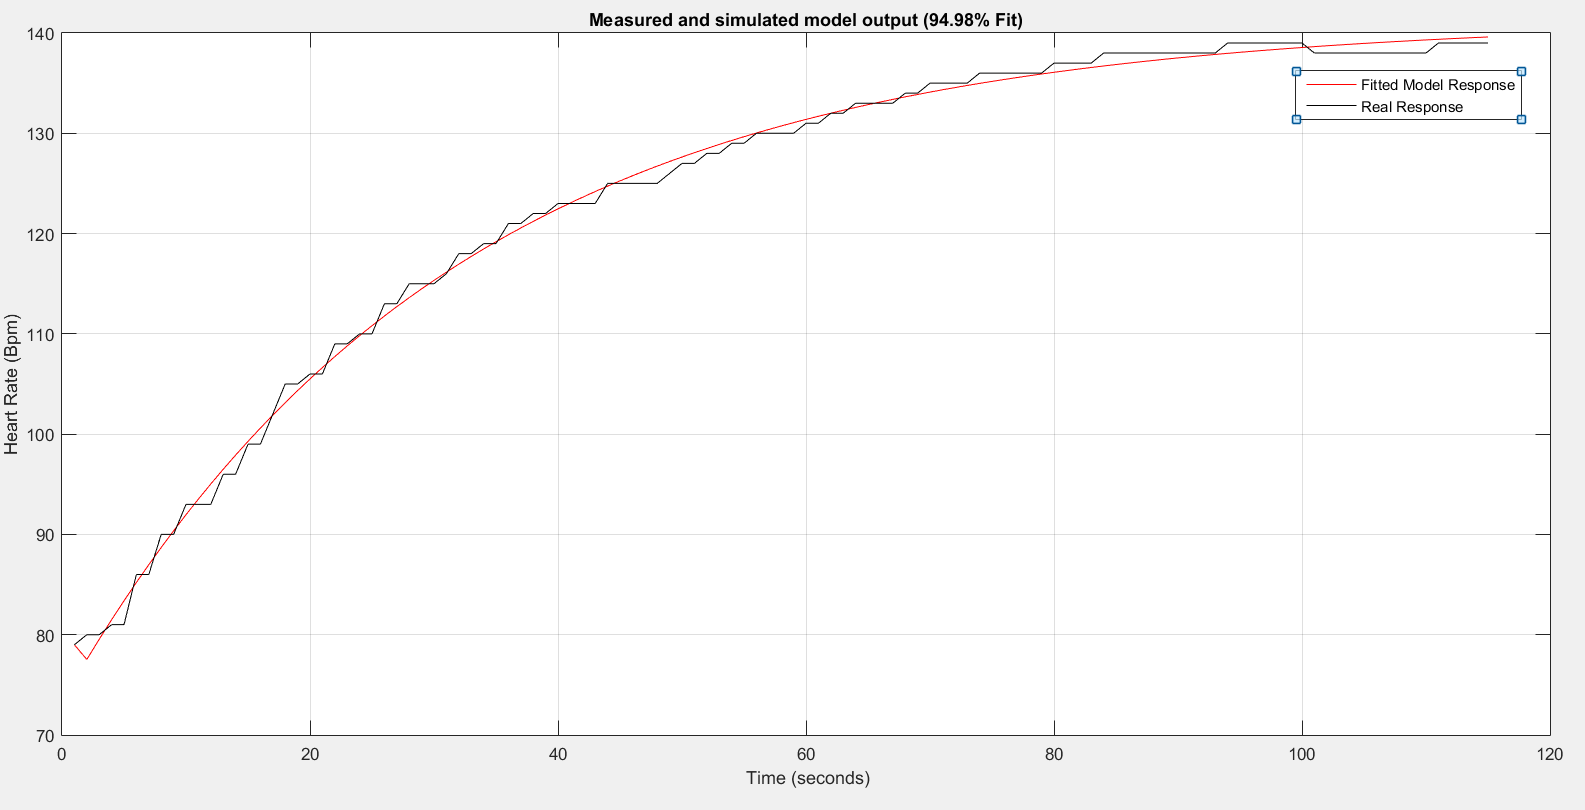 Measured and simulated model output (94.98% Fit)
140
130
120
110
100
90
80
70
Heart Rate (Bpm)
Fitted Model Response
Real Response
0 20 40 60 80 100 120
Time (seconds)